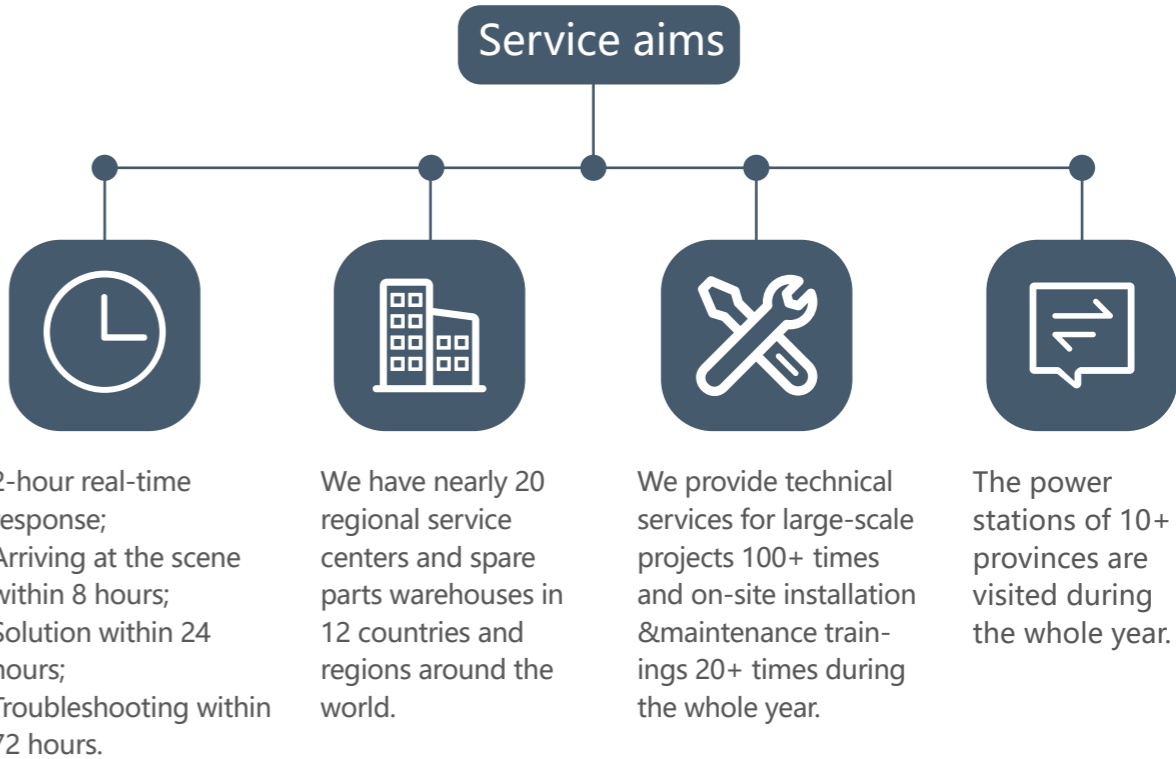 Service aims
2-hour real-time
response;
Arriving at the scene
within 8 hours;
Solution within 24
hours;
Troubleshooting within
72 hours.
We have nearly 20
regional service
centers and spare
parts warehouses in
12 countries and
regions around the
world.
We provide technical
services for large-scale
projects 100+ times
and on-site installation
&maintenance train-
ings 20+ times during
the whole year.
The power
stations of 10+
provinces are
visited during
the whole year.